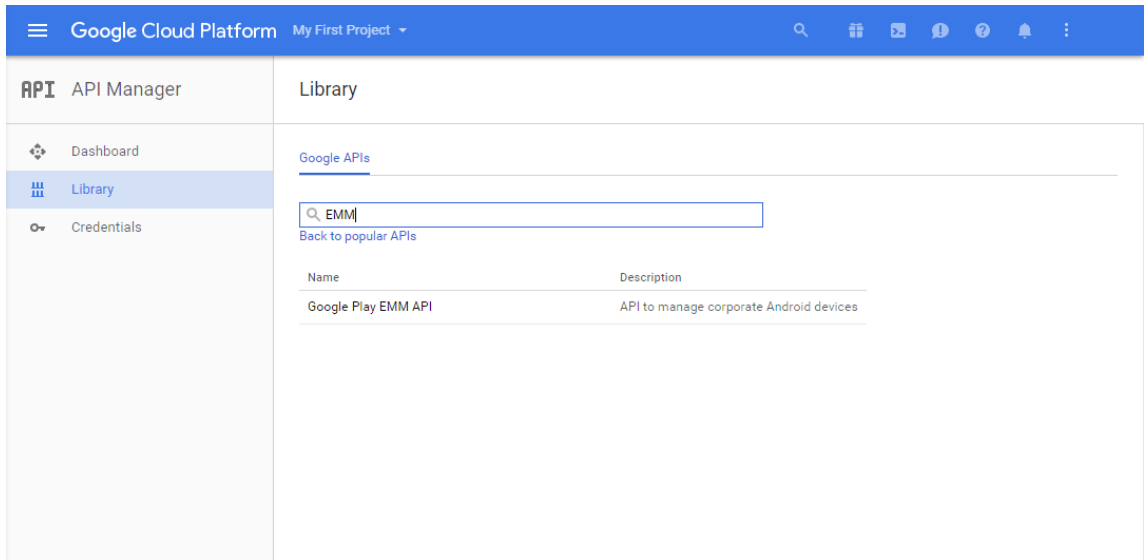 Google Cloud Platform My First Project
API API Manager
Library
Dashboard
Library
Credentials
Google APIs
EMM
Back to popular APIs
Name Description
Google Play EMM API API to manage corporate Android devices